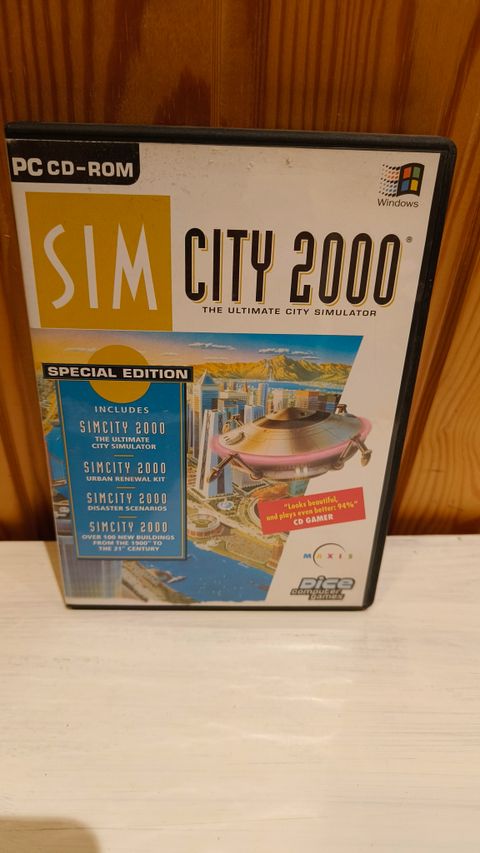 PC CD-ROM
Windows
SIM CITY 2000®
THE ULTIMATE CITY SIMULATOR
SPECIAL EDITION
INCLUDES
SIMCITY 2000
THE ULTIMATE
CITY SIMULATOR
SIMCITY 2000
URBAN RENEWAL KIT
SIMCITY 2000
DISASTER SCENARIOS
SIMCITY 2000
OVER 100 NEW BUILDINGS
FROM THE 1900'S TO
THE 21ST CENTURY
"Looks beautiful,
and plays even better: 94%"
CD GAMER
MAXIS
Dice
computer
games